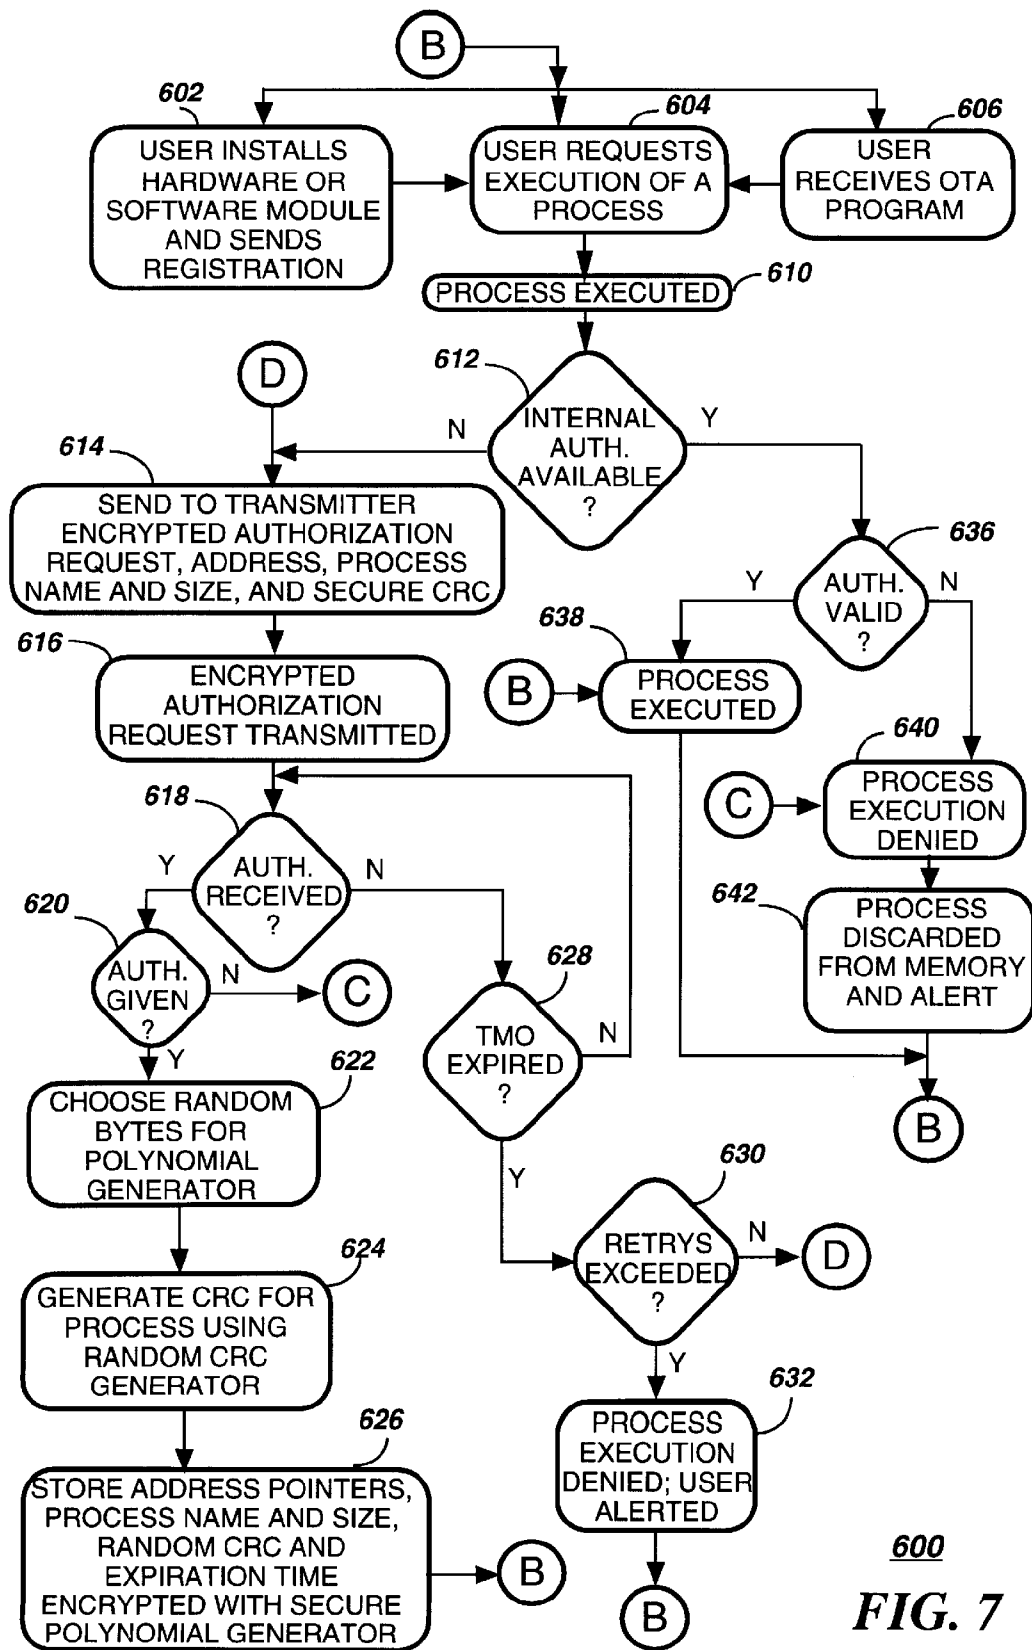 B
602
604
606
USER INSTALLS
HARDWARE OR
SOFTWARE MODULE
AND SENDS
REGISTRATION
USER REQUESTS
EXECUTION OF A
PROCESS
USER
RECEIVES OTA
PROGRAM
610
PROCESS EXECUTED
D
612
INTERNAL
AUTH.
AVAILABLE
?
N
Y
614
SEND TO TRANSMITTER
ENCRYPTED AUTHORIZATION
REQUEST, ADDRESS, PROCESS
NAME AND SIZE, AND SECURE CRC
636
AUTH.
VALID
?
Y
N
616
ENCRYPTED
AUTHORIZATION
REQUEST TRANSMITTED
638
B
PROCESS
EXECUTED
640
C
PROCESS
EXECUTION
DENIED
618
AUTH.
RECEIVED
?
Y
N
642
PROCESS
DISCARDED
FROM MEMORY
AND ALERT
620
AUTH.
GIVEN
?
N
C
Y
628
TMO
EXPIRED
?
N
Y
B
622
CHOOSE RANDOM
BYTES FOR
POLYNOMIAL
GENERATOR
630
RETRYS
EXCEEDED
?
N
D
Y
624
GENERATE CRC FOR
PROCESS USING
RANDOM CRC
GENERATOR
632
PROCESS
EXECUTION
DENIED; USER
ALERTED
626
STORE ADDRESS POINTERS,
PROCESS NAME AND SIZE,
RANDOM CRC AND
EXPIRATION TIME
ENCRYPTED WITH SECURE
POLYNOMIAL GENERATOR
B
B
600
FIG. 7